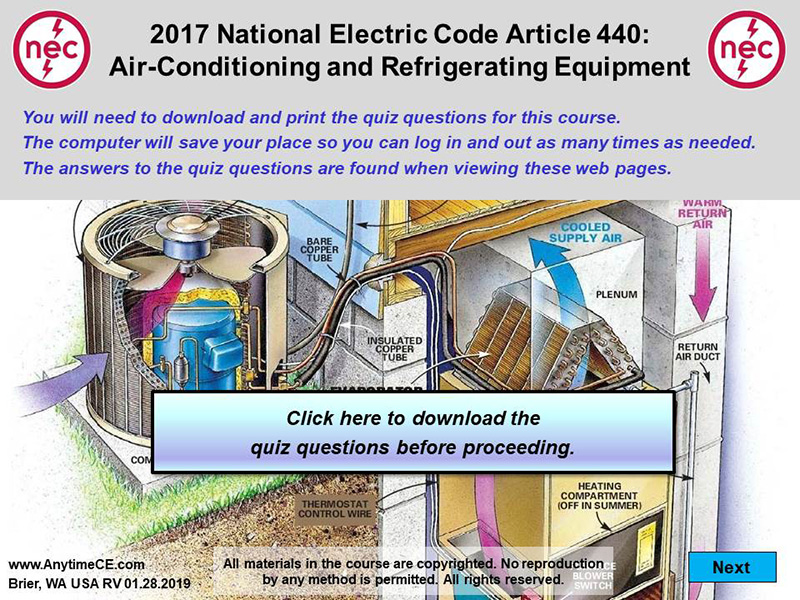 nec
2017 National Electric Code Article 440:
Air-Conditioning and Refrigerating Equipment
nec
You will need to download and print the quiz questions for this course.
The computer will save your place so you can log in and out as many times as needed.
The answers to the quiz questions are found when viewing these web pages.
WARM
RETURN
AIR
COOLED
SUPPLY AIR
BARE
COPPER
TUBE
PLENUM
INSULATED
COPPER
TUBE
RETURN
AIR DUCT
EVAPORATOR
Click here to download the
quiz questions before proceeding.
HEATING
COMPARTMENT
(OFF IN SUMMER)
THERMOSTAT
CONTROL WIRE
BLOWER
SWITCH
www.AnytimeCE.com
Brier, WA USA RV 01.28.2019
All materials in the course are copyrighted. No reproduction
by any method is permitted. All rights reserved.
Next